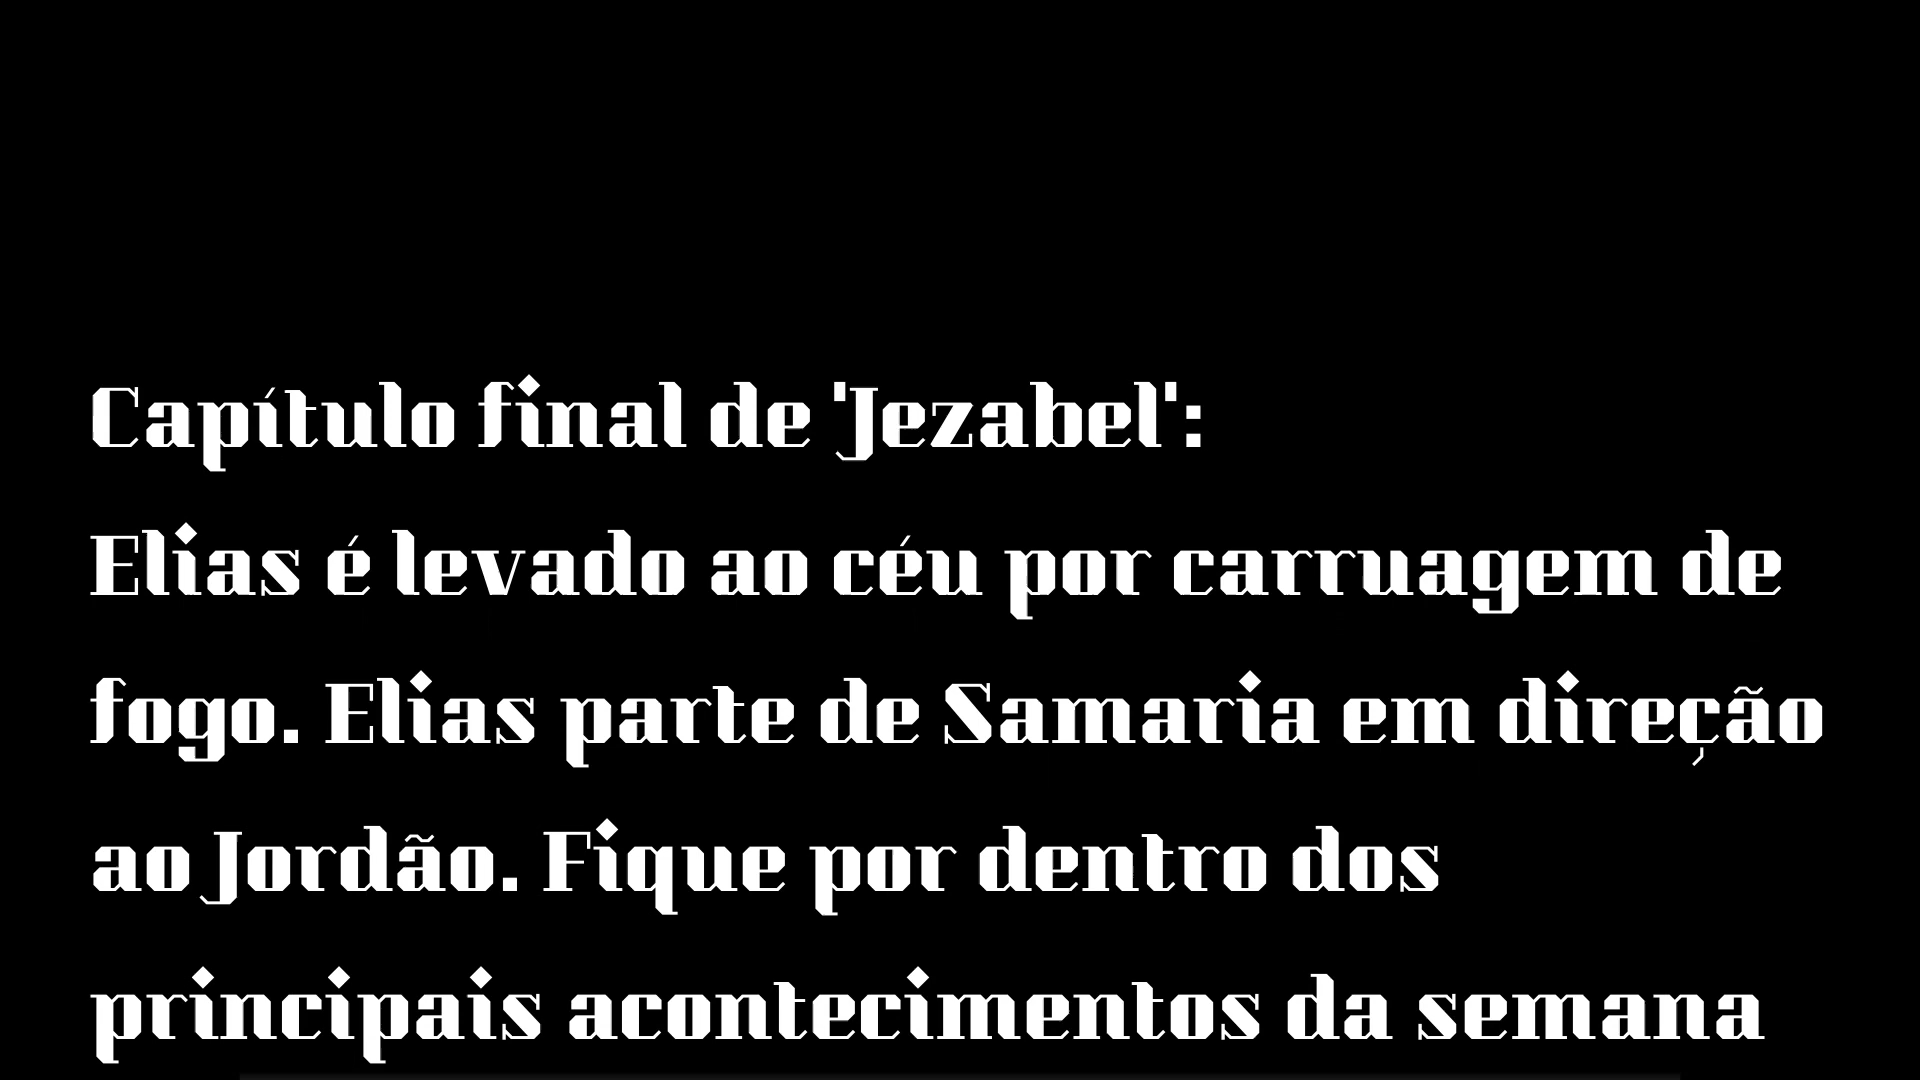 Capítulo final de 'Jezabel':
Elias é levado ao céu por carruagem de
fogo. Elias parte de Samaria em direção
ao Jordão. Fique por dentro dos
principais acontecimentos da semana